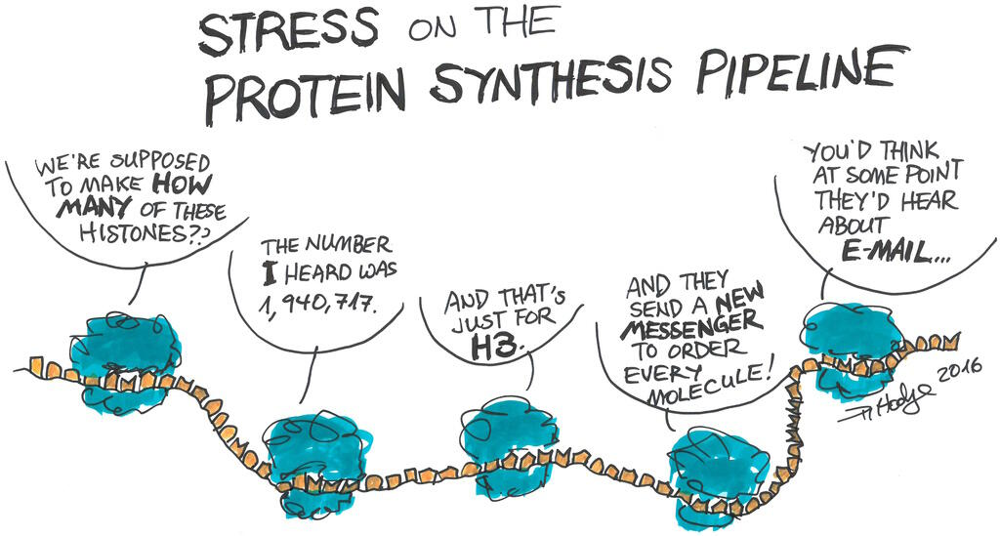 STRESS ON THE
PROTEIN SYNTHESIS PIPELINE
WE'RE SUPPOSED
TO MAKE HOW
MANY OF THESE
HISTONES??
THE NUMBER
I HEARD WAS
1,940,717.
AND THAT'S
JUST FOR
H3.
AND THEY
SEND A NEW
MESSENGER
TO ORDER
EVERY
MOLECULE!
YOU'D THINK
AT SOME POINT
THEY'D HEAR
ABOUT
E-MAIL...
Hodge 2016